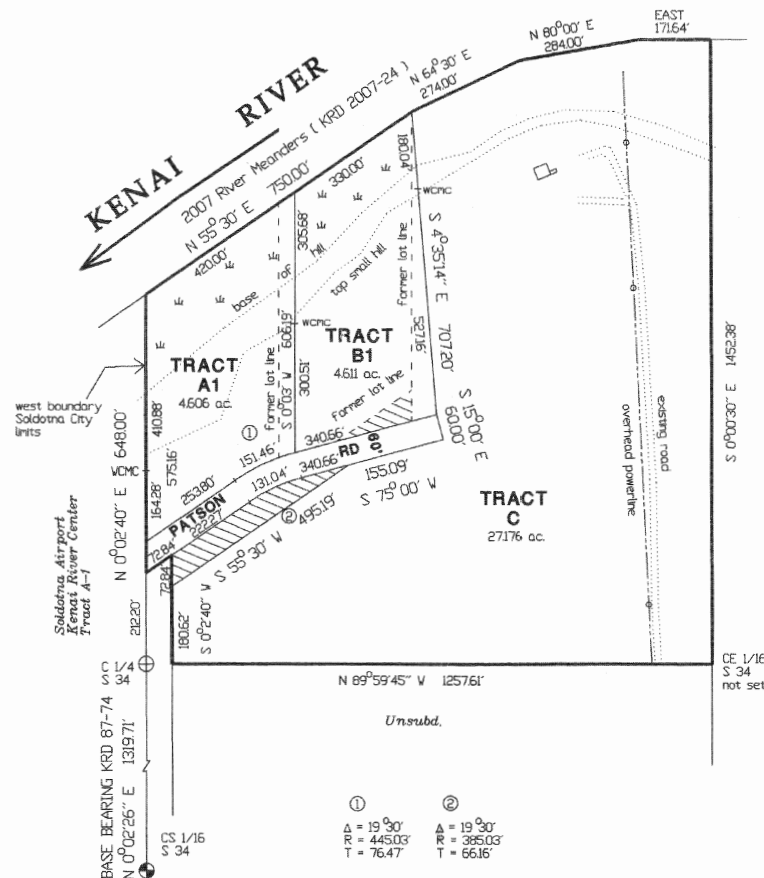 EAST
171.64'
N 80°00' E
284.00'
N 64°30' E
274.00'
KENAI RIVER
2007 River Meanders ( KRD 2007-24 )
N 55°30' E 750.00'
330.00'
420.00'
180.04'
WCMC
305.68'
base of hill
top small hill
former lot line
S 4°35'14" E 707.20'
527.16
WCMC
606.19'
TRACT
B1
4.611 ac.
TRACT
A1
4.606 ac.
former lot line
S 0°03' W
300.51'
former lot line
west boundary
Soldotna City
limits
410.88'
N 0°02'40" E 648.00'
575.16'
WCMC
164.28'
①
151.46'
340.66'
253.80'
131.04'
340.66'
RD
60'
PATSON
222.27'
72.84'
72.84'
②
495.19'
S 55°30' W
155.09'
S 75°00' W
S 15°00' E
60.00'
TRACT
C
27.176 ac.
overhead powerline
existing road
S 0°00'30" E 1452.38'
Soldotna Airport
Kenai River Center
Tract A-1
212.20'
180.62'
S 0°2'40" W
C 1/4
S 34
N 89°59'45" W 1257.61'
CE 1/16
S 34
not set
Unsubd.
BASE BEARING KRD 87-74
N 0°02'26" E 1319.71'
CS 1/16
S 34
①
Δ = 19°30'
R = 445.03'
T = 76.47'
②
Δ = 19°30'
R = 385.03'
T = 66.16'